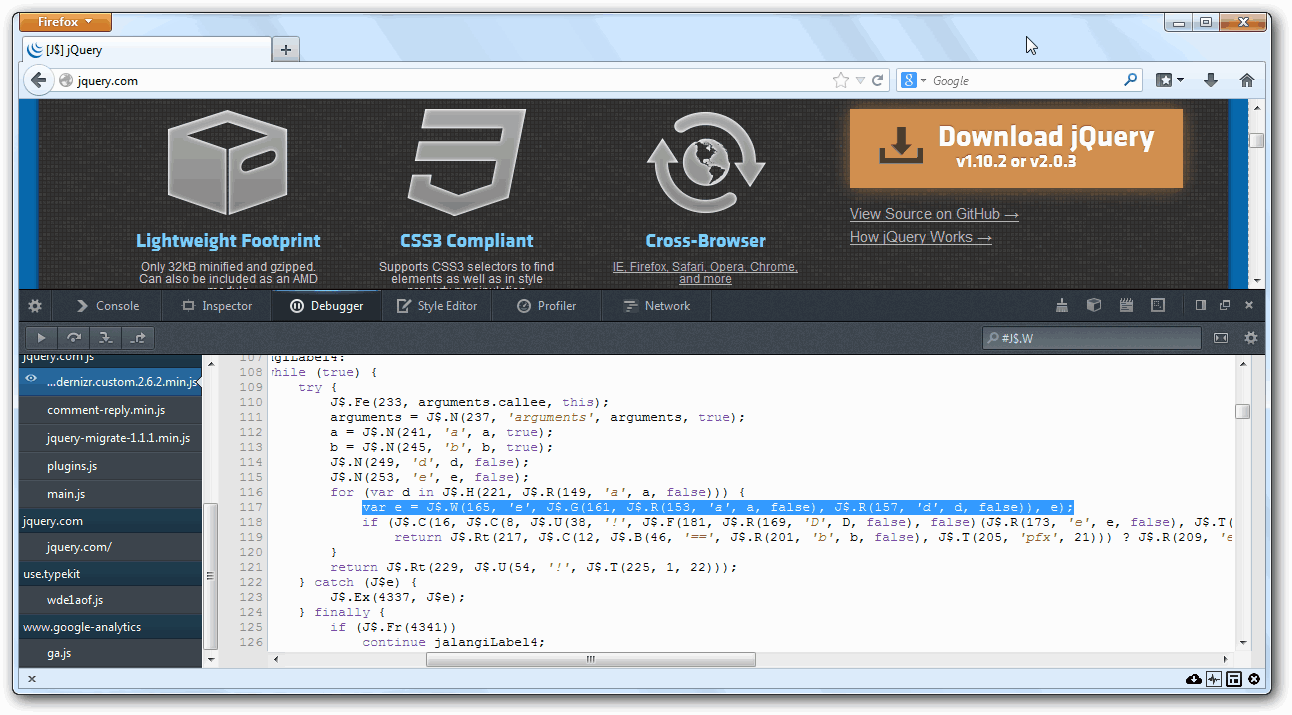 Firefox
[J$] jQuery
jquery.com
Google
Download jQuery
v1.10.2 or v2.0.3
View Source on GitHub →
How jQuery Works →
Lightweight Footprint
Only 32kB minified and gzipped.
Can also be included as an AMD
module
CSS3 Compliant
Supports CSS3 selectors to find
elements as well as in style
property manipulation
Cross-Browser
IE, Firefox, Safari, Opera, Chrome,
and more
Console
Inspector
Debugger
Style Editor
Profiler
Network
#J$.W
jquery.com js
...dernizr.custom.2.6.2.min.js
comment-reply.min.js
jquery-migrate-1.1.1.min.js
plugins.js
main.js
jquery.com
jquery.com/
use.typekit
wde1aof.js
www.google-analytics
ga.js
107 ngiLabel4:
108 while (true) {
109 try {
110 J$.Fe(233, arguments.callee, this);
111 arguments = J$.N(237, 'arguments', arguments, true);
112 a = J$.N(241, 'a', a, true);
113 b = J$.N(245, 'b', b, true);
114 J$.N(249, 'd', d, false);
115 J$.N(253, 'e', e, false);
116 for (var d in J$.H(221, J$.R(149, 'a', a, false))) {
117 var e = J$.W(165, 'e', J$.G(161, J$.R(153, 'a', a, false), J$.R(157, 'd', d, false)), e);
118 if (J$.C(16, J$.C(8, J$.U(38, '!', J$.F(181, J$.R(169, 'D', D, false), false)(J$.R(173, 'e', e, false), J$.T(
119 return J$.Rt(217, J$.C(12, J$.B(46, '==', J$.R(201, 'b', b, false), J$.T(205, 'pfx', 21))) ? J$.R(209, 'e
120 }
121 return J$.Rt(229, J$.U(54, '!', J$.T(225, 1, 22)));
122 } catch (J$e) {
123 J$.Ex(4337, J$e);
124 } finally {
125 if (J$.Fr(4341))
126 continue jalangiLabel4;